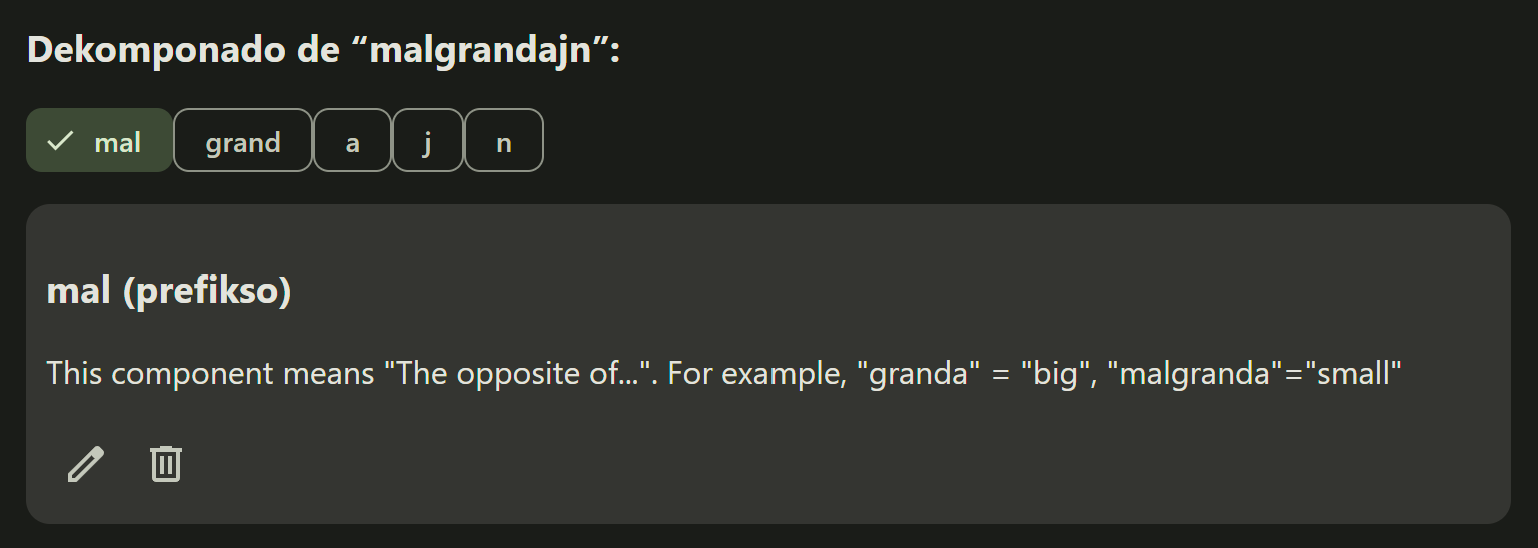 Dekomponado de “malgrandajn”:
mal grand a j n
mal (prefikso)
This component means "The opposite of...". For example, "granda" = "big", "malgranda"="small"